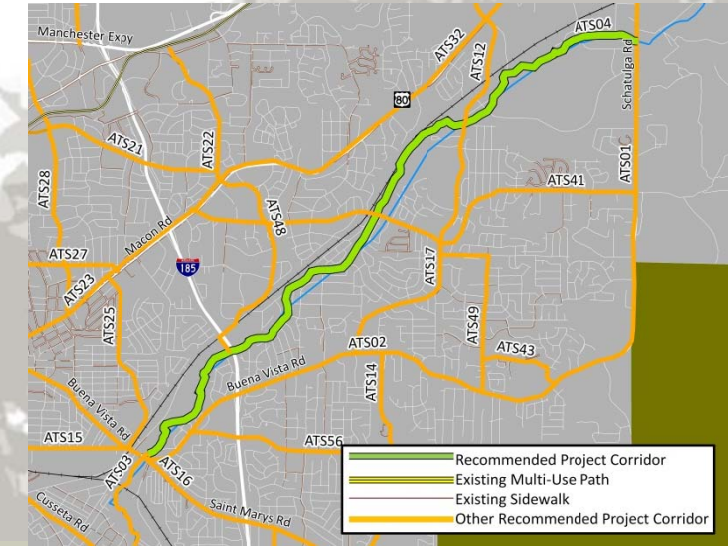 ATS04
Manchester Expy
ATS32
ATS12
80
Schatulga Rd
ATS22
ATS21
ATS01
ATS28
ATS41
ATS48
Macon Rd
ATS17
185
ATS27
ATS23
ATS25
ATS49
ATS02
ATS43
Buena Vista Rd
ATS14
Buena Vista Rd
ATS15
ATS56
ATS03
ATS16
Saint Marys Rd
Cusseta Rd
Recommended Project Corridor
Existing Multi-Use Path
Existing Sidewalk
Other Recommended Project Corridor